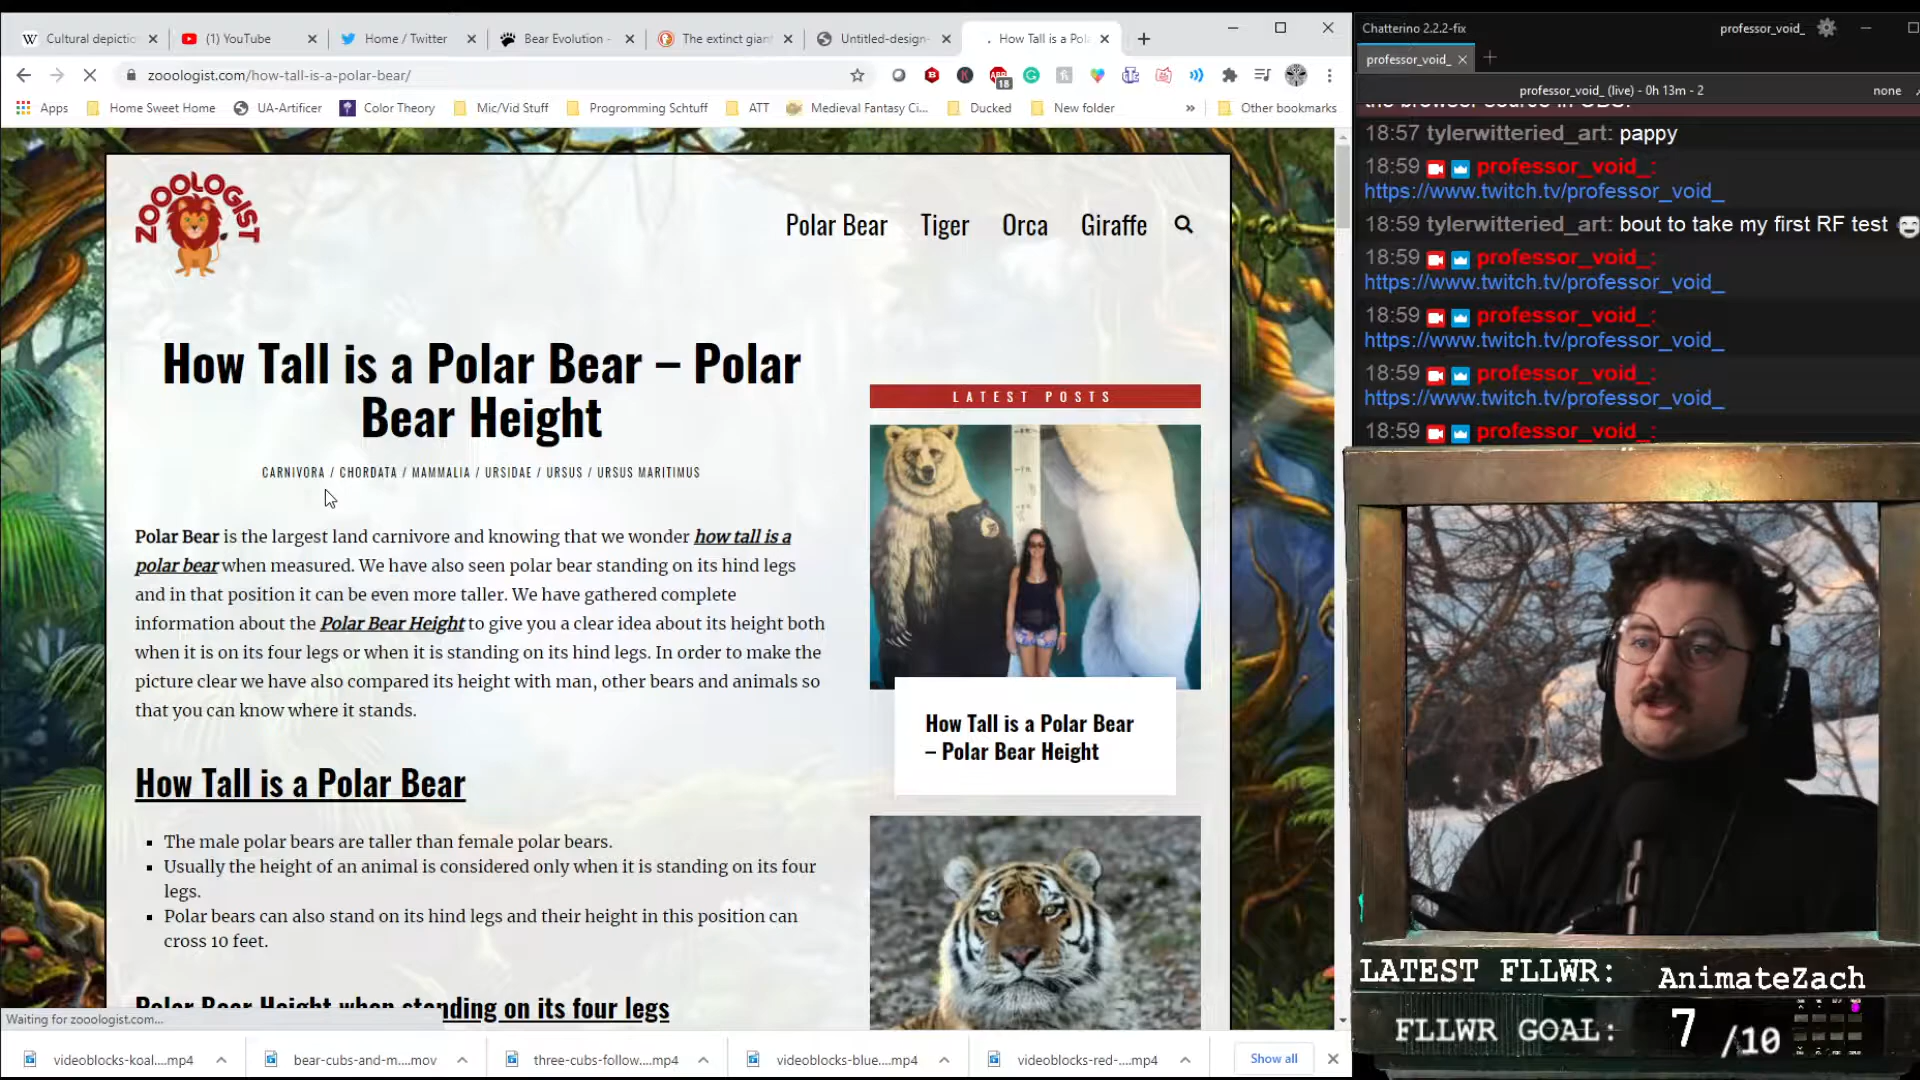 Cultural depictic
(1) YouTube
Home / Twitter
Bear Evolution -
The extinct gian
Untitled-design-
How Tall is a Pola
zooologist.com/how-tall-is-a-polar-bear/
Apps
Home Sweet Home
UA-Artificer
Color Theory
Mic/Vid Stuff
Programming Schtuff
ATT
Medieval Fantasy Ci...
Ducked
New folder
»
Other bookmarks
ZOOOLOGIST
Polar Bear
Tiger
Orca
Giraffe
How Tall is a Polar Bear – Polar
Bear Height
CARNIVORA / CHORDATA / MAMMALIA / URSIDAE / URSUS / URSUS MARITIMUS
Polar Bear is the largest land carnivore and knowing that we wonder how tall is a
polar bear when measured. We have also seen polar bear standing on its hind legs
and in that position it can be even more taller. We have gathered complete
information about the Polar Bear Height to give you a clear idea about its height both
when it is on its four legs or when it is standing on its hind legs. In order to make the
picture clear we have also compared its height with man, other bears and animals so
that you can know where it stands.
How Tall is a Polar Bear
The male polar bears are taller than female polar bears.
Usually the height of an animal is considered only when it is standing on its four
legs.
Polar bears can also stand on its hind legs and their height in this position can
cross 10 feet.
Polar Bear Height when standing on its four legs
LATEST POSTS
How Tall is a Polar Bear
– Polar Bear Height
Waiting for zooologist.com...
videoblocks-koal....mp4
bear-cubs-and-m....mov
three-cubs-follow....mp4
videoblocks-blue....mp4
videoblocks-red-....mp4
Show all
Chatterino 2.2.2-fix
professor_void_
professor_void_
professor_void_ (live) - 0h 13m - 2
none
the browser source in OBS.
18:57 tylerwitteried_art: pappy
18:59 professor_void_:
https://www.twitch.tv/professor_void_
18:59 tylerwitteried_art: bout to take my first RF test
18:59 professor_void_:
https://www.twitch.tv/professor_void_
18:59 professor_void_:
https://www.twitch.tv/professor_void_
18:59 professor_void_:
https://www.twitch.tv/professor_void_
18:59 professor_void_:
LATEST FLLWR: AnimateZach
FLLWR GOAL: 7 /10